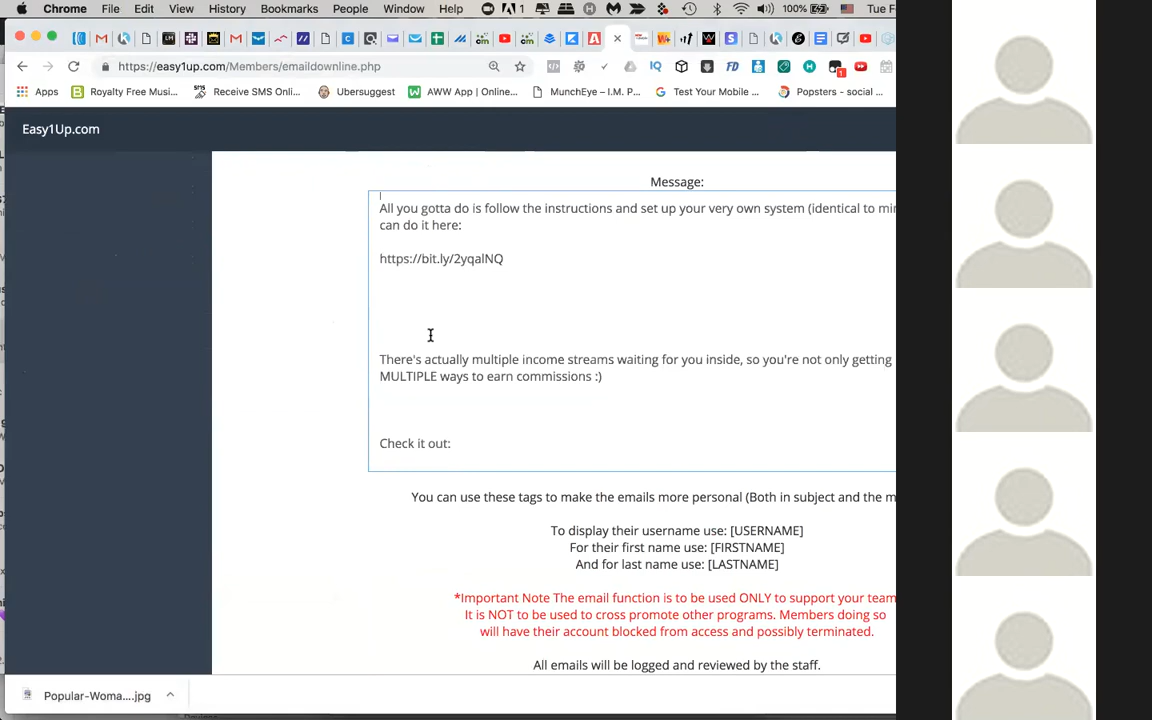 Chrome File Edit View History Bookmarks People Window Help 1 100% Tue F
https://easy1up.com/Members/emaildownline.php
Apps Royalty Free Musi... Receive SMS Onli... Ubersuggest AWW App | Online... MunchEye – I.M. P... Test Your Mobile ... Popsters - social ...
Easy1Up.com
Message:
All you gotta do is follow the instructions and set up your very own system (identical to
can do it here:
https://bit.ly/2yqalNQ
There's actually multiple income streams waiting for you inside, so you're not only getting
MULTIPLE ways to earn commissions :)
Check it out:
You can use these tags to make the emails more personal (Both in subject and the
To display their username use: [USERNAME]
For their first name use: [FIRSTNAME]
And for last name use: [LASTNAME]
*Important Note The email function is to be used ONLY to support your team
It is NOT to be used to cross promote other programs. Members doing so
will have their account blocked from access and possibly terminated.
All emails will be logged and reviewed by the staff.
Popular-Woma....jpg